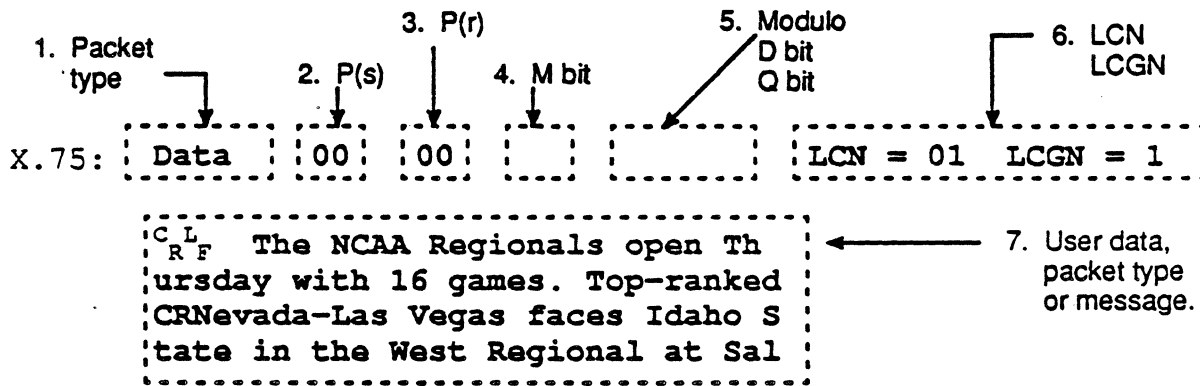 3. P(r)
5. Modulo
D bit
Q bit
1. Packet
type
2. P(s)
4. M bit
6. LCN
LCGN
X.75: Data 00 00 LCN = 01 LCGN = 1
CRLF The NCAA Regionals open Th
ursday with 16 games. Top-ranked
CRNevada-Las Vegas faces Idaho S
tate in the West Regional at Sal
7. User data,
packet type
or message.